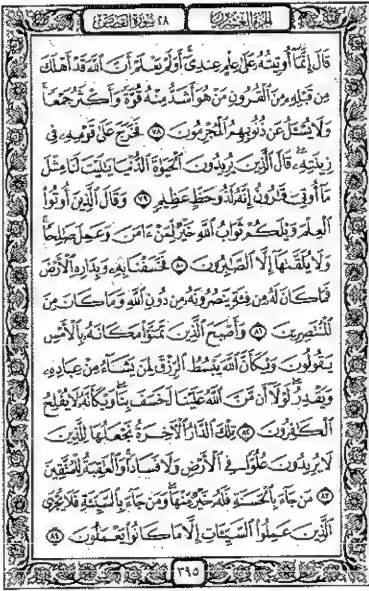 الجزء العشرون ٢٨ سورة القصص
قَالَ إِنَّمَآ أُوتِيتُهُۥ عَلَىٰ عِلْمٍ عِندِىٓ ۚ أَوَلَمْ يَعْلَمْ أَنَّ ٱللَّهَ قَدْ أَهْلَكَ
مِن قَبْلِهِۦ مِنَ ٱلْقُرُونِ مَنْ هُوَ أَشَدُّ مِنْهُ قُوَّةً وَأَكْثَرُ جَمْعًا ۚ
وَلَا يُسْـَٔلُ عَن ذُنُوبِهِمُ ٱلْمُجْرِمُونَ ٧٨ فَخَرَجَ عَلَىٰ قَوْمِهِۦ فِى
زِينَتِهِۦ ۖ قَالَ ٱلَّذِينَ يُرِيدُونَ ٱلْحَيَوٰةَ ٱلدُّنْيَا يَـٰلَيْتَ لَنَا مِثْلَ
مَآ أُوتِىَ قَـٰرُونُ إِنَّهُۥ لَذُو حَظٍّ عَظِيمٍ ٧٩ وَقَالَ ٱلَّذِينَ أُوتُوا۟
ٱلْعِلْمَ وَيْلَكُمْ ثَوَابُ ٱللَّهِ خَيْرٌ لِّمَنْ ءَامَنَ وَعَمِلَ صَـٰلِحًا ۚ
وَلَا يُلَقَّىٰهَآ إِلَّا ٱلصَّـٰبِرُونَ ٨٠ فَخَسَفْنَا بِهِۦ وَبِدَارِهِ ٱلْأَرْضَ
فَمَا كَانَ لَهُۥ مِن فِئَةٍ يَنصُرُونَهُۥ مِن دُونِ ٱللَّهِ وَمَا كَانَ مِنَ
ٱلْمُنتَصِرِينَ ٨١ وَأَصْبَحَ ٱلَّذِينَ تَمَنَّوْا۟ مَكَانَهُۥ بِٱلْأَمْسِ
يَقُولُونَ وَيْكَأَنَّ ٱللَّهَ يَبْسُطُ ٱلرِّزْقَ لِمَن يَشَآءُ مِنْ عِبَادِهِۦ
وَيَقْدِرُ ۖ لَوْلَآ أَن مَّنَّ ٱللَّهُ عَلَيْنَا لَخَسَفَ بِنَا ۖ وَيْكَأَنَّهُۥ لَا يُفْلِحُ
ٱلْكَـٰفِرُونَ ٨٢ تِلْكَ ٱلدَّارُ ٱلْـَٔاخِرَةُ نَجْعَلُهَا لِلَّذِينَ
لَا يُرِيدُونَ عُلُوًّا فِى ٱلْأَرْضِ وَلَا فَسَادًا ۚ وَٱلْعَـٰقِبَةُ لِلْمُتَّقِينَ
٨٣ مَن جَآءَ بِٱلْحَسَنَةِ فَلَهُۥ خَيْرٌ مِّنْهَا ۖ وَمَن جَآءَ بِٱلسَّيِّئَةِ فَلَا يُجْزَى
ٱلَّذِينَ عَمِلُوا۟ ٱلسَّيِّـَٔاتِ إِلَّا مَا كَانُوا۟ يَعْمَلُونَ ٨٤
٣٩٥